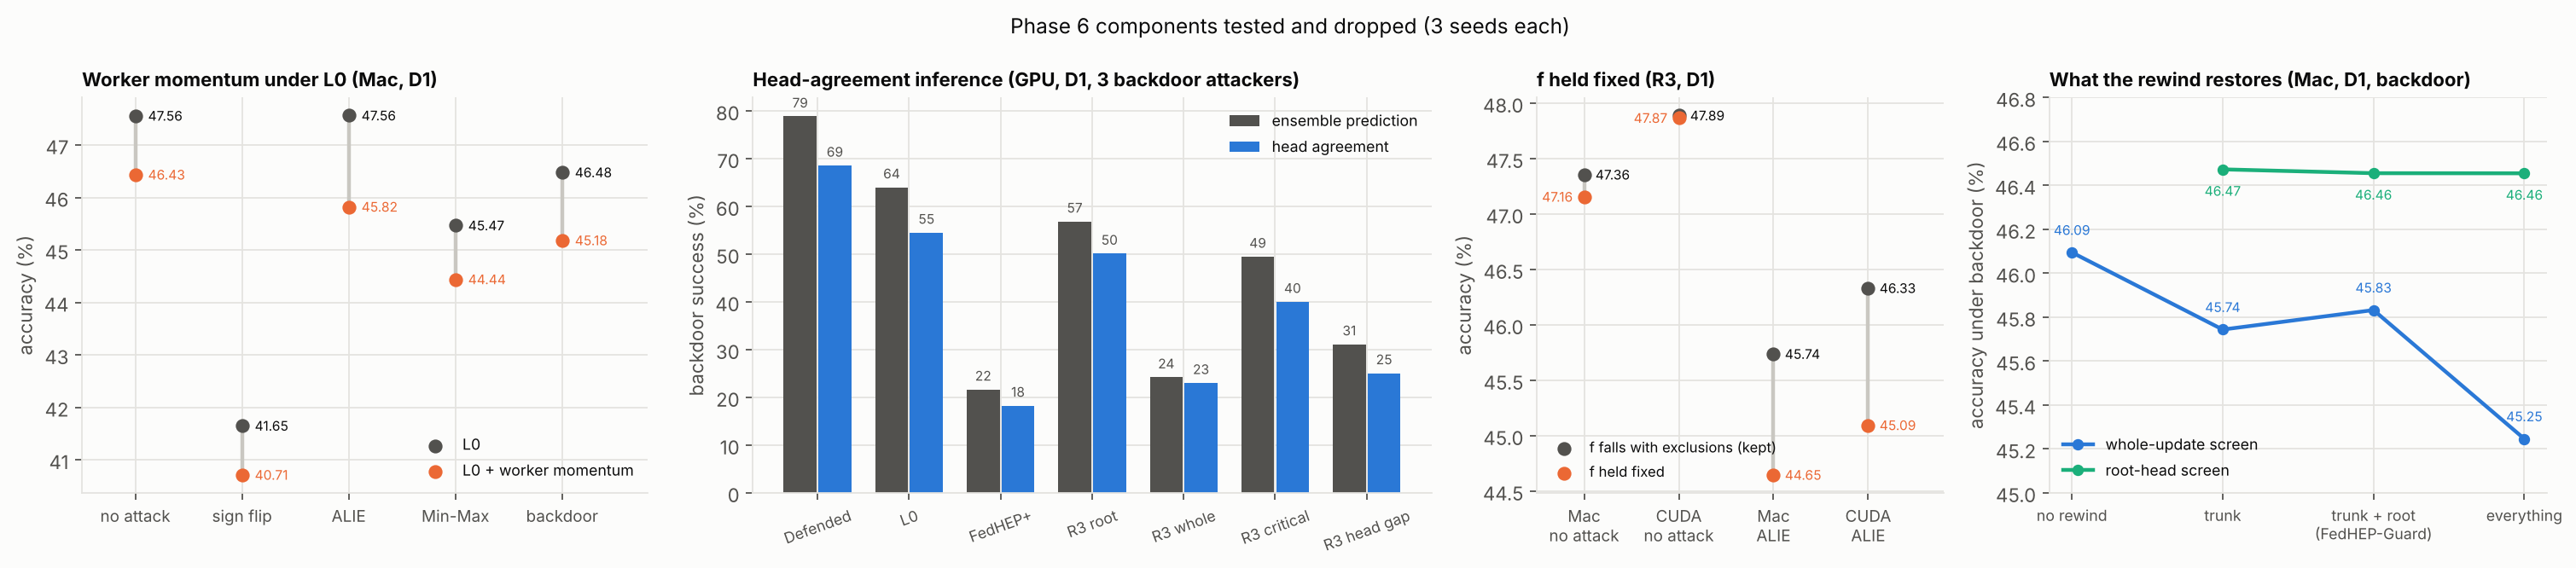 Phase 6 components tested and dropped (3 seeds each)
Worker momentum under L0 (Mac, D1)
accuracy (%)
47
46
45
44
43
42
41
47.56
46.43
41.65
40.71
47.56
45.82
45.47
44.44
46.48
45.18
L0
L0 + worker momentum
no attack
sign flip
ALIE
Min-Max
backdoor
Head-agreement inference (GPU, D1, 3 backdoor attackers)
backdoor success (%)
80
70
60
50
40
30
20
10
0
79
69
64
55
22
18
57
50
24
23
49
40
31
25
ensemble prediction
head agreement
Defended
L0
FedHEP+
R3 root
R3 whole
R3 critical
R3 head gap
f held fixed (R3, D1)
accuracy (%)
48.0
47.5
47.0
46.5
46.0
45.5
45.0
44.5
47.36
47.16
47.87
47.89
45.74
44.65
46.33
45.09
f falls with exclusions (kept)
f held fixed
Mac
no attack
CUDA
no attack
Mac
ALIE
CUDA
ALIE
What the rewind restores (Mac, D1, backdoor)
accuracy under backdoor (%)
46.8
46.6
46.4
46.2
46.0
45.8
45.6
45.4
45.2
45.0
46.47
46.46
46.46
46.09
45.74
45.83
45.25
whole-update screen
root-head screen
no rewind
trunk
trunk + root
(FedHEP-Guard)
everything